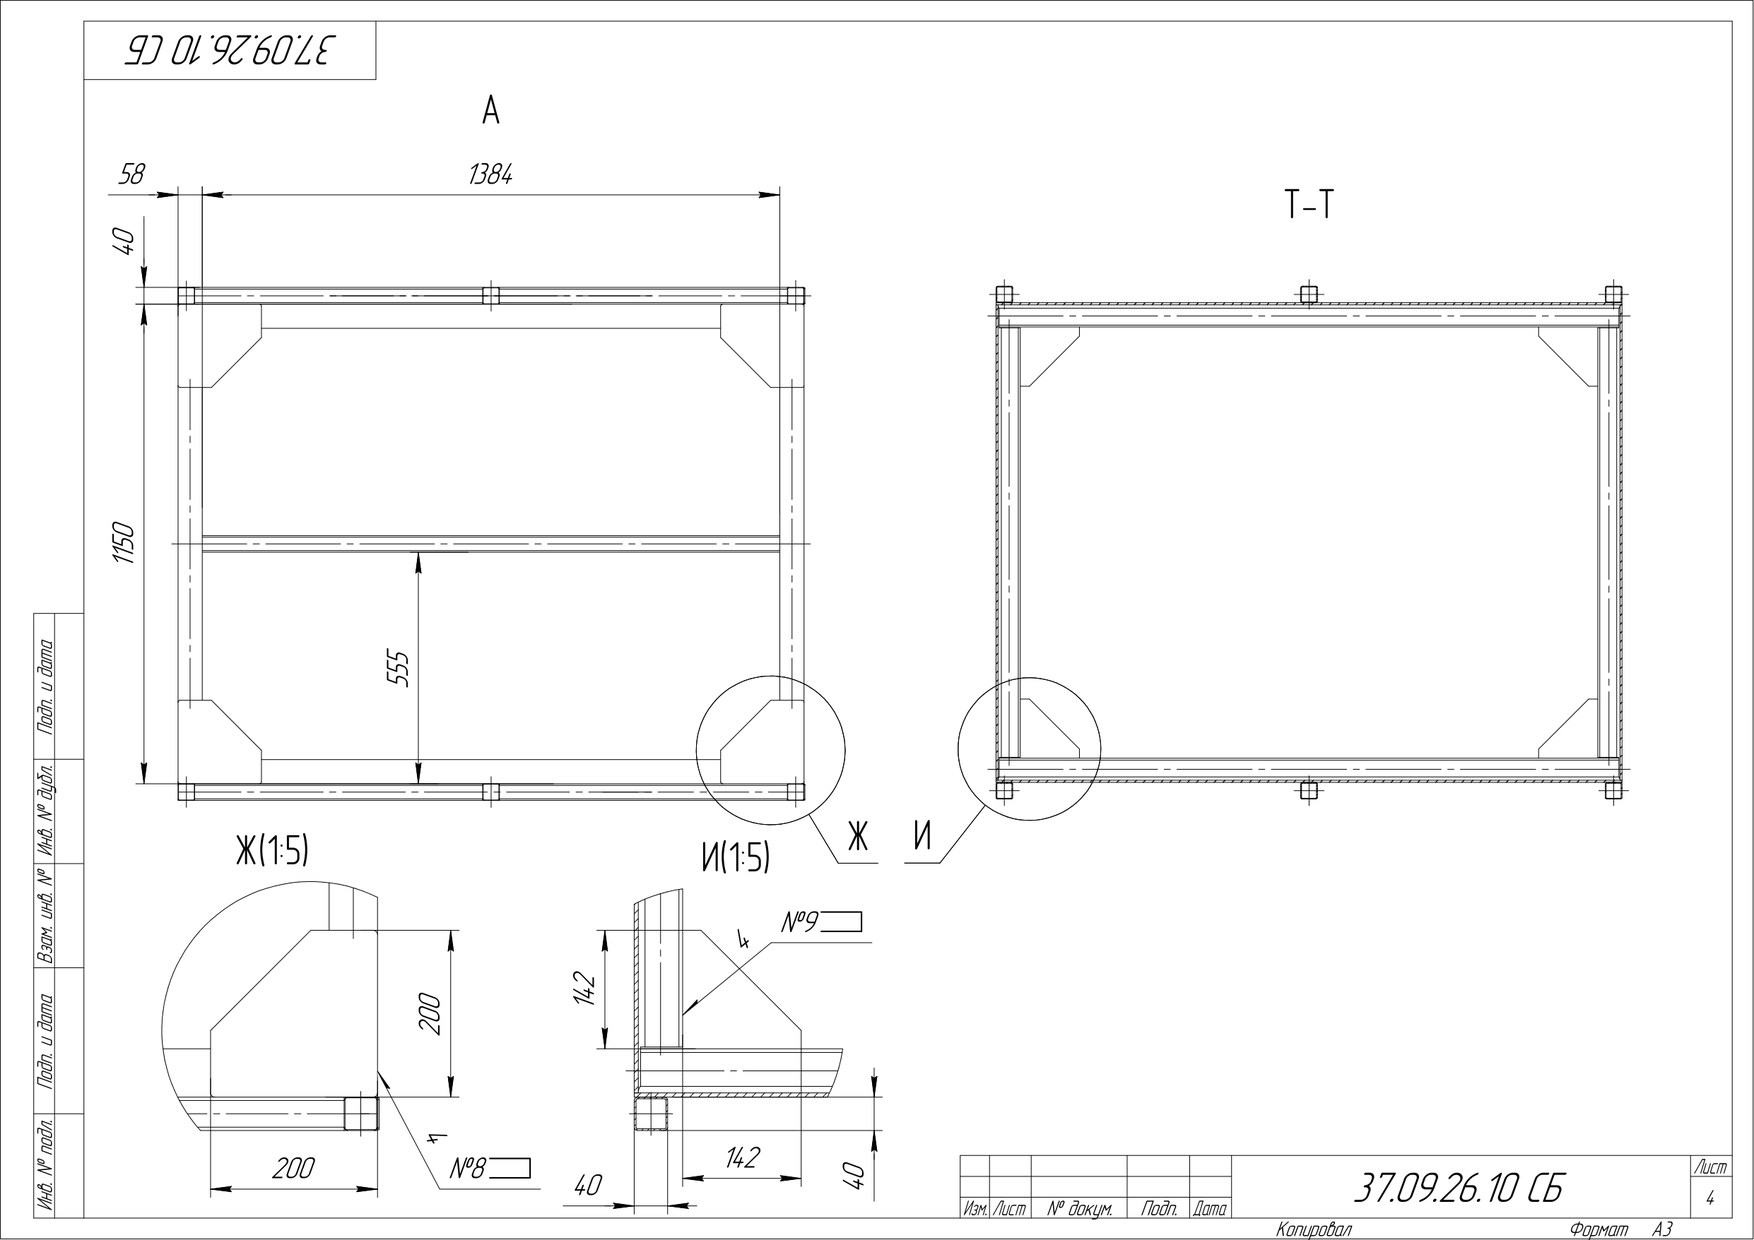 37.09.26.10 СБ
А
58
1384
Т-Т
40
1150
555
Ж
И
Ж(1:5)
И(1:5)
№9
4
142
200
200
4
№8
142
40
40
Подп. и дата
Инв. № дубл.
Взам. инв. №
Подп. и дата
Инв. № подл.
Изм. Лист № докум. Подп. Дата
37.09.26.10 СБ
Лист
4
Копировал Формат А3